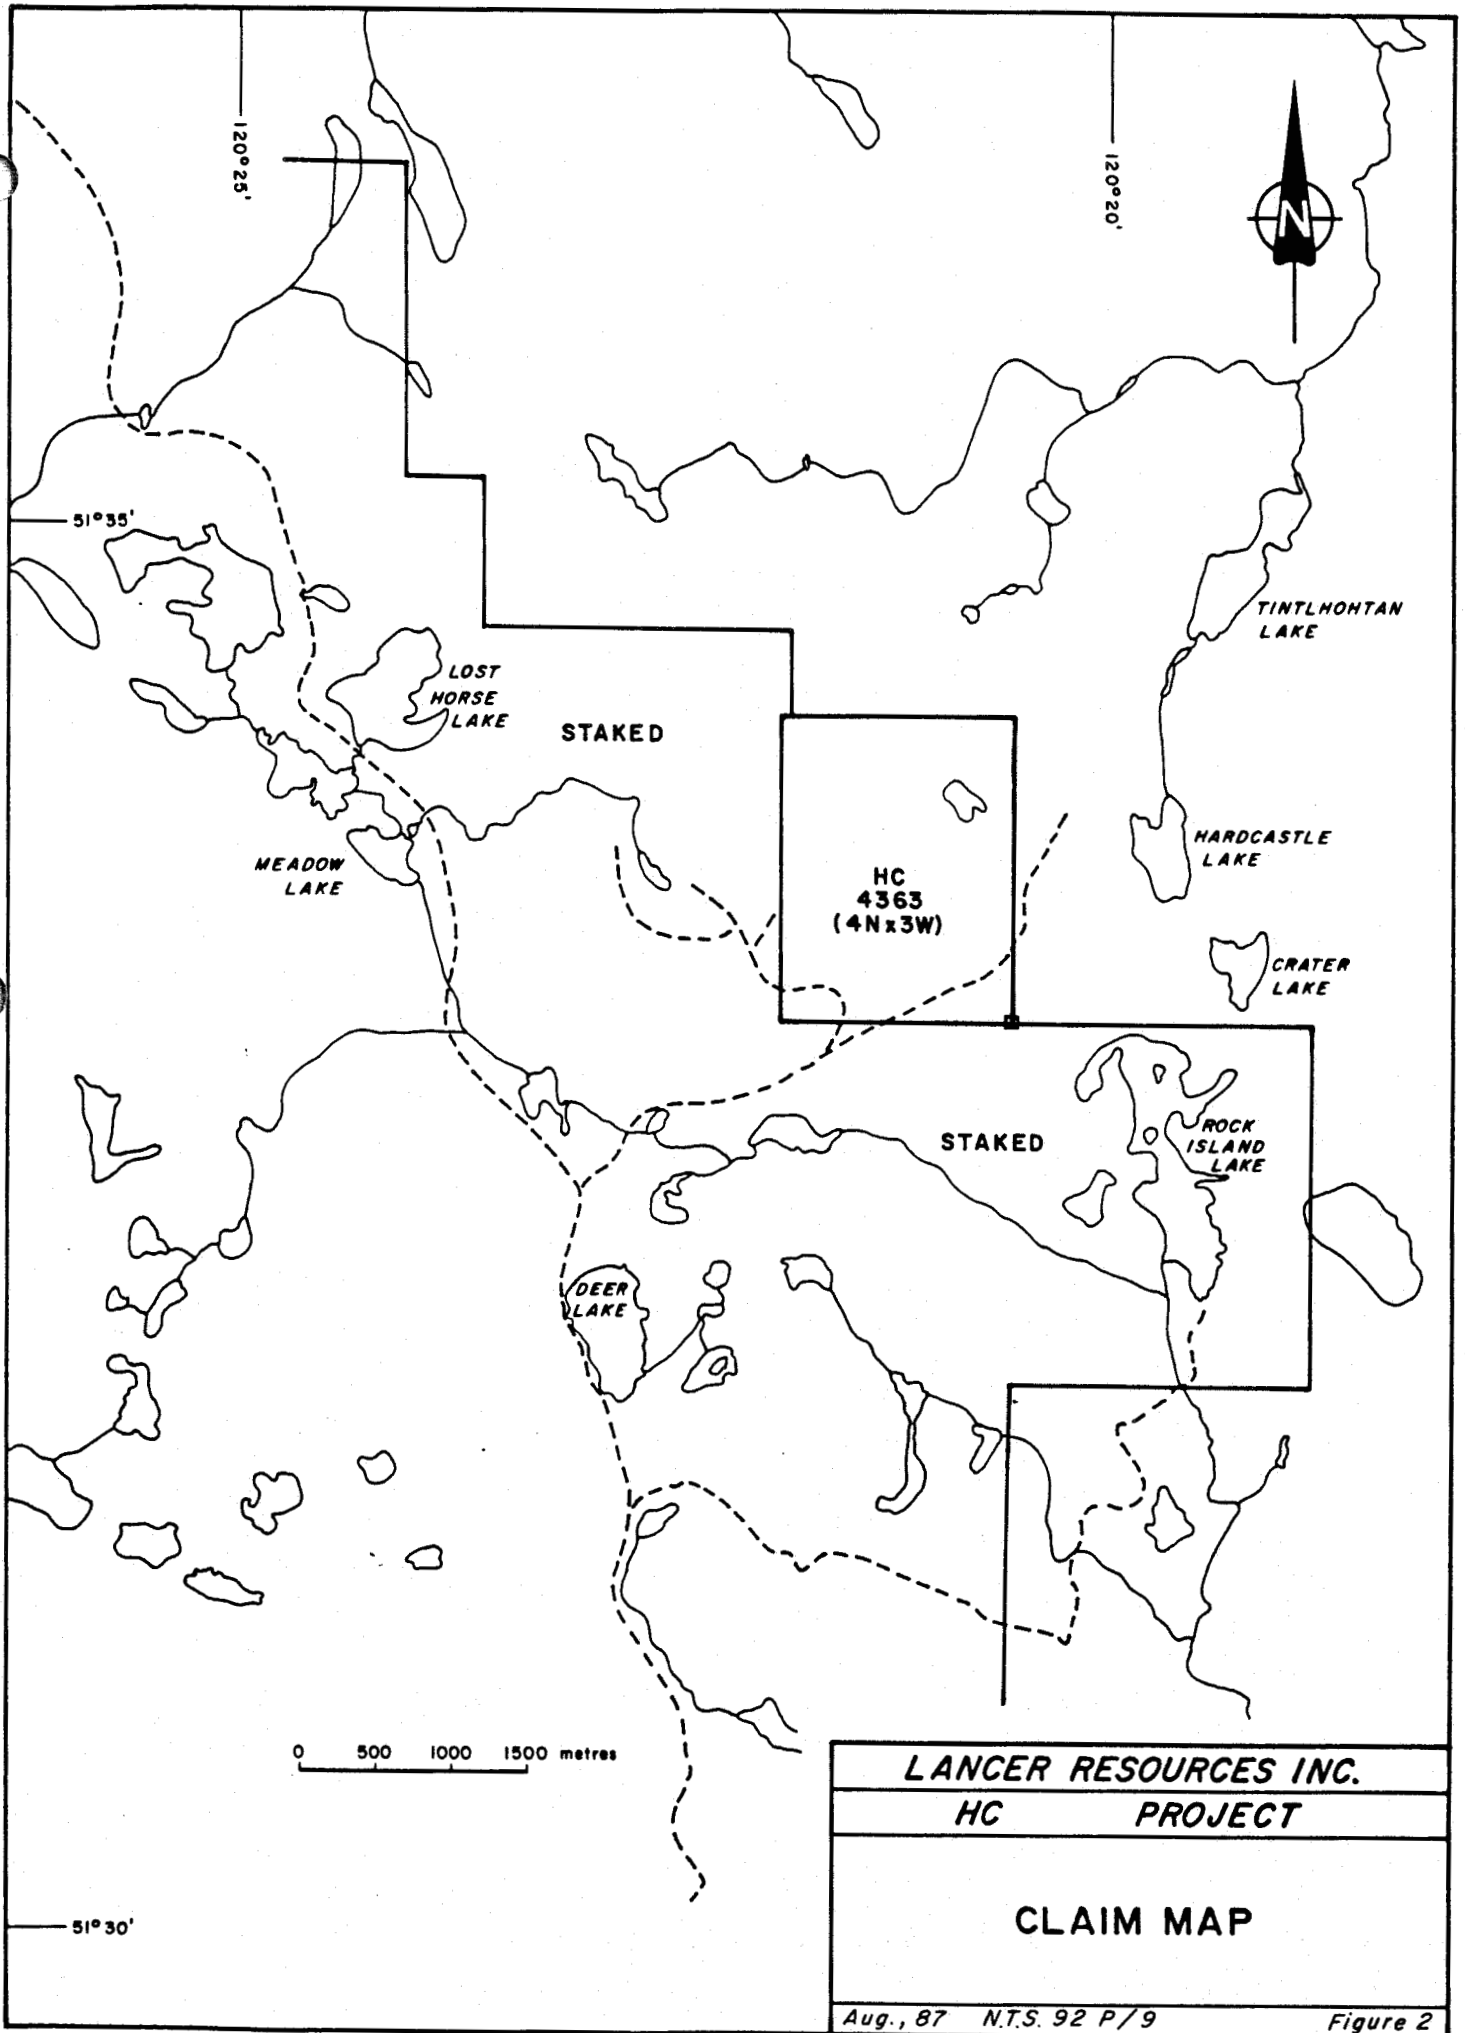 120°25'
120°20'
N
51°35'
TINTLHOHTAN
LAKE
LOST
HORSE
LAKE
STAKED
HARDCASTLE
LAKE
MEADOW
LAKE
HC
4363
(4N x 3W)
CRATER
LAKE
STAKED
ROCK
ISLAND
LAKE
DEER
LAKE
0 500 1000 1500 metres
LANCER RESOURCES INC.
HC PROJECT
51°30'
CLAIM MAP
Aug., 87 N.T.S. 92 P/9 Figure 2